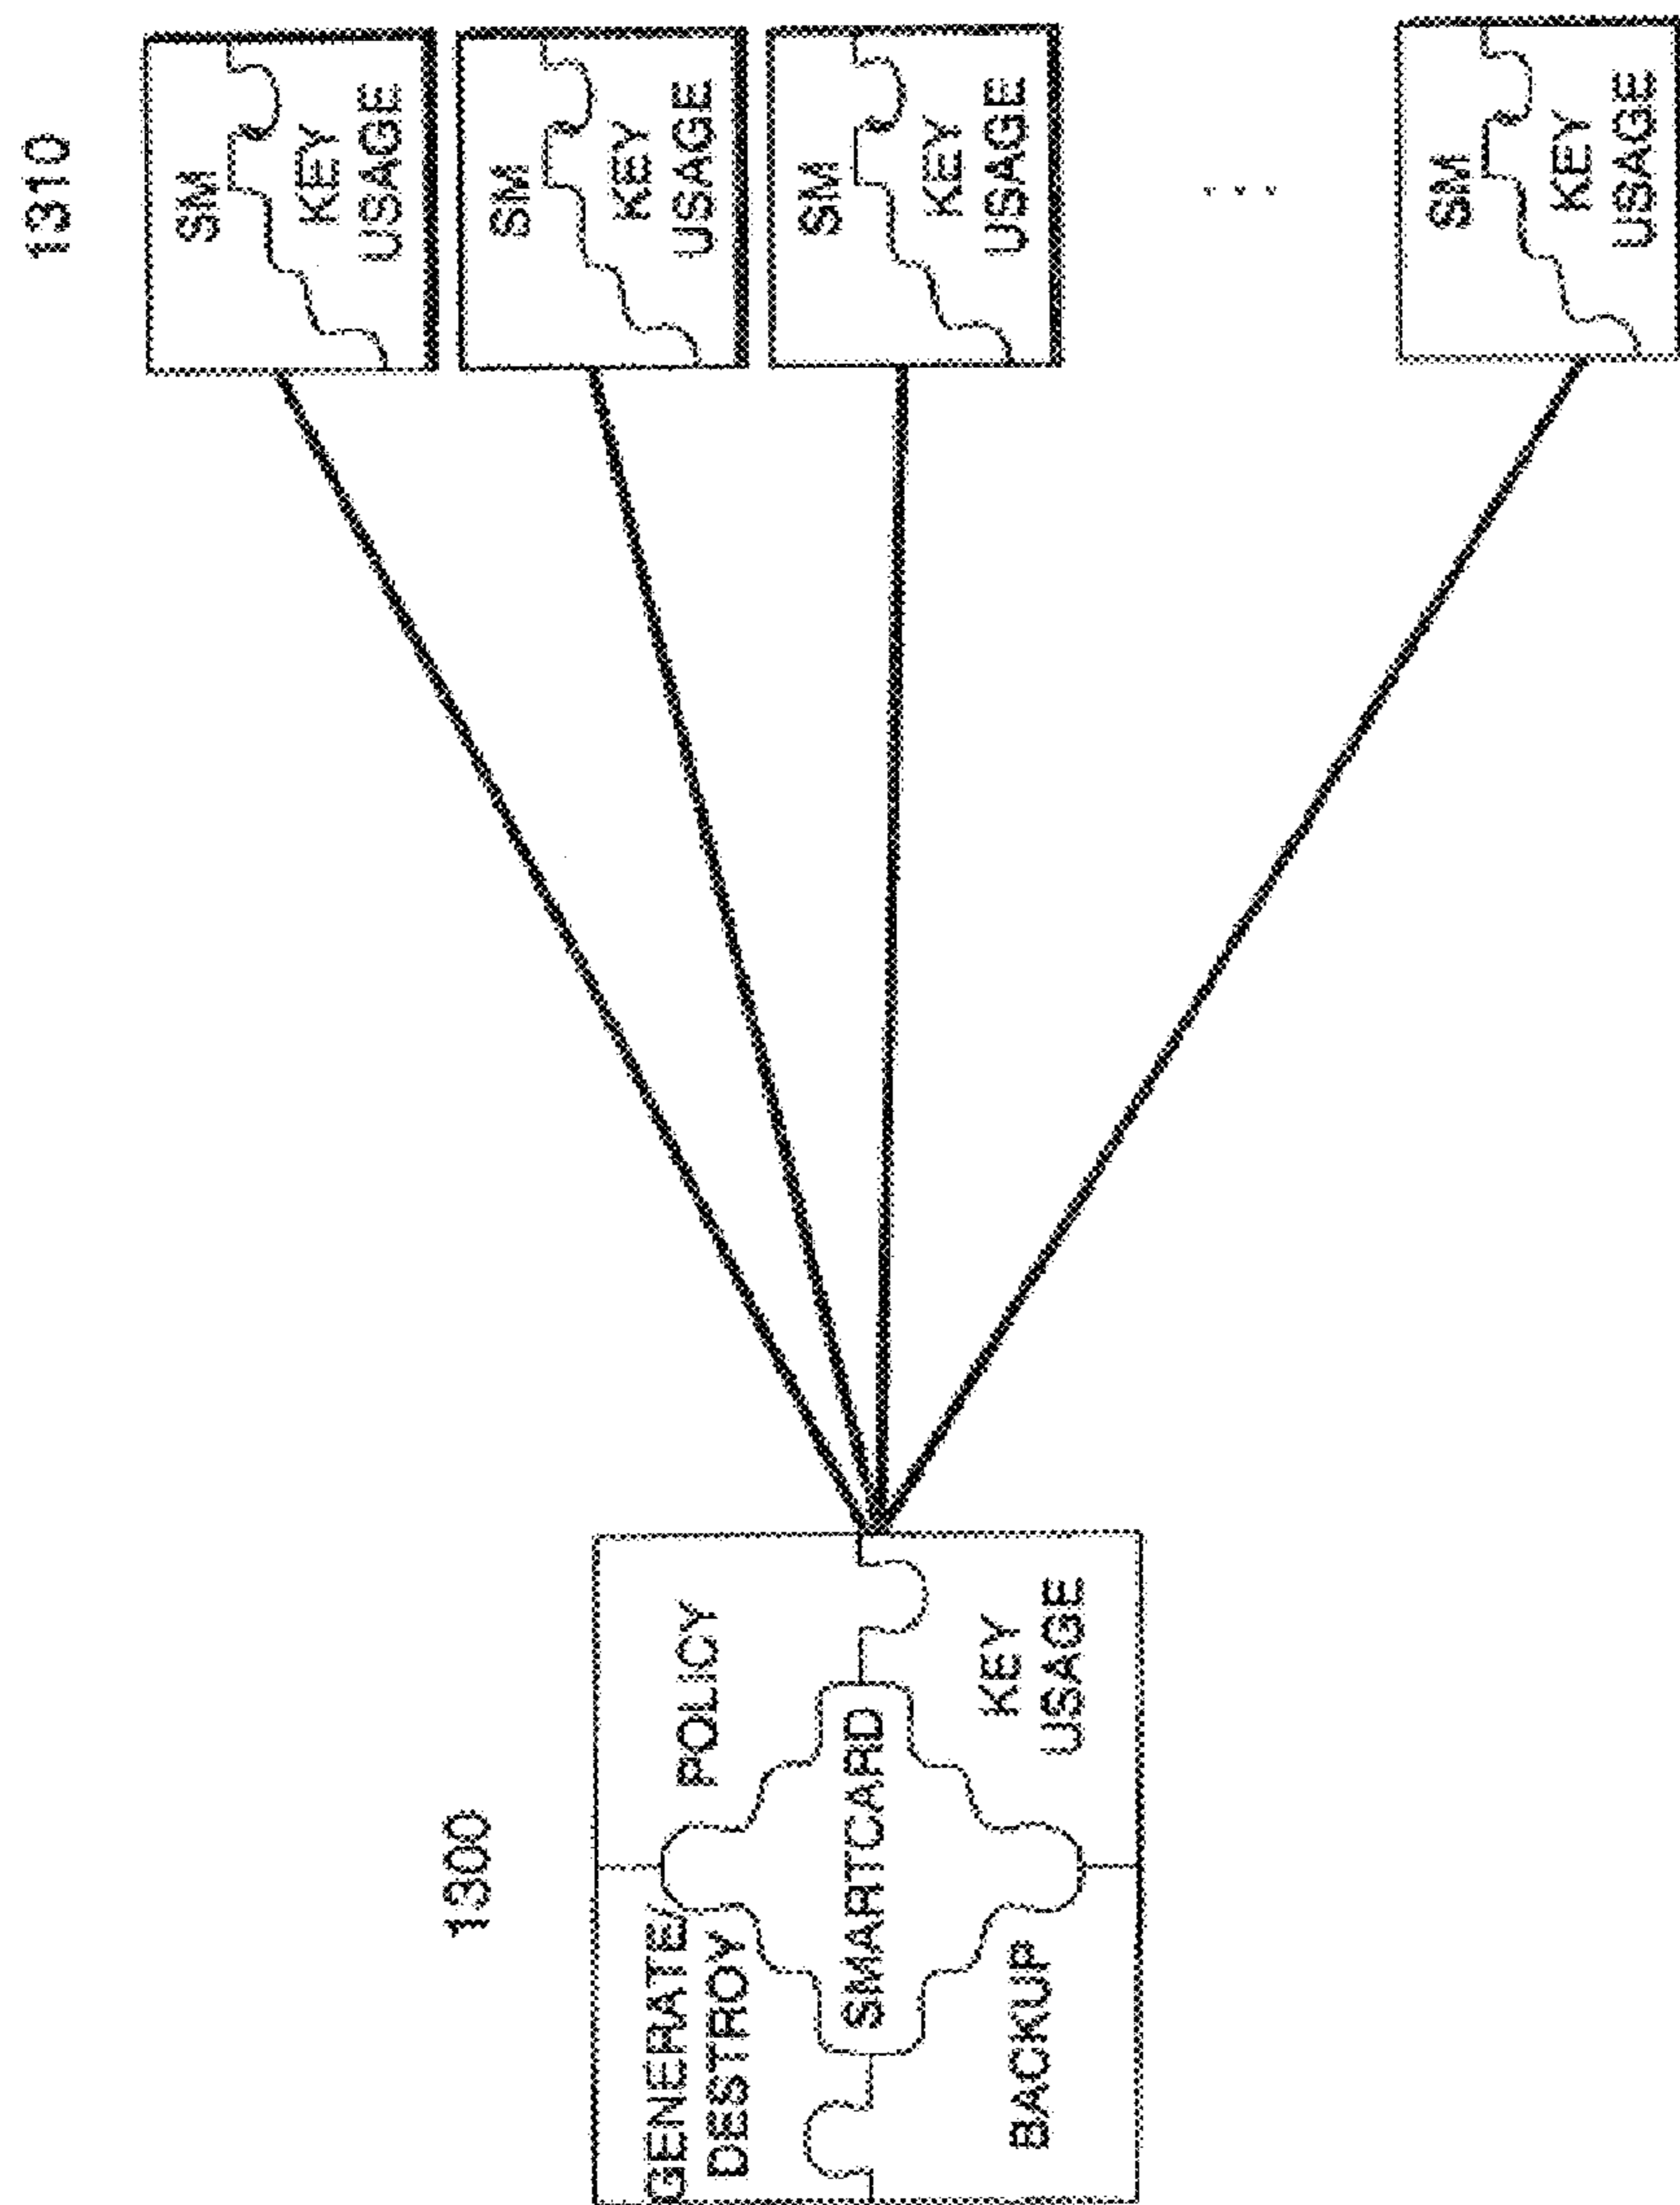 1300
GENERATE/
DESTROY
POLICY
SMARTCARD
BACKUP
KEY
USAGE
1310
SM
KEY
USAGE
SM
KEY
USAGE
SM
KEY
USAGE
...
SM
KEY
USAGE